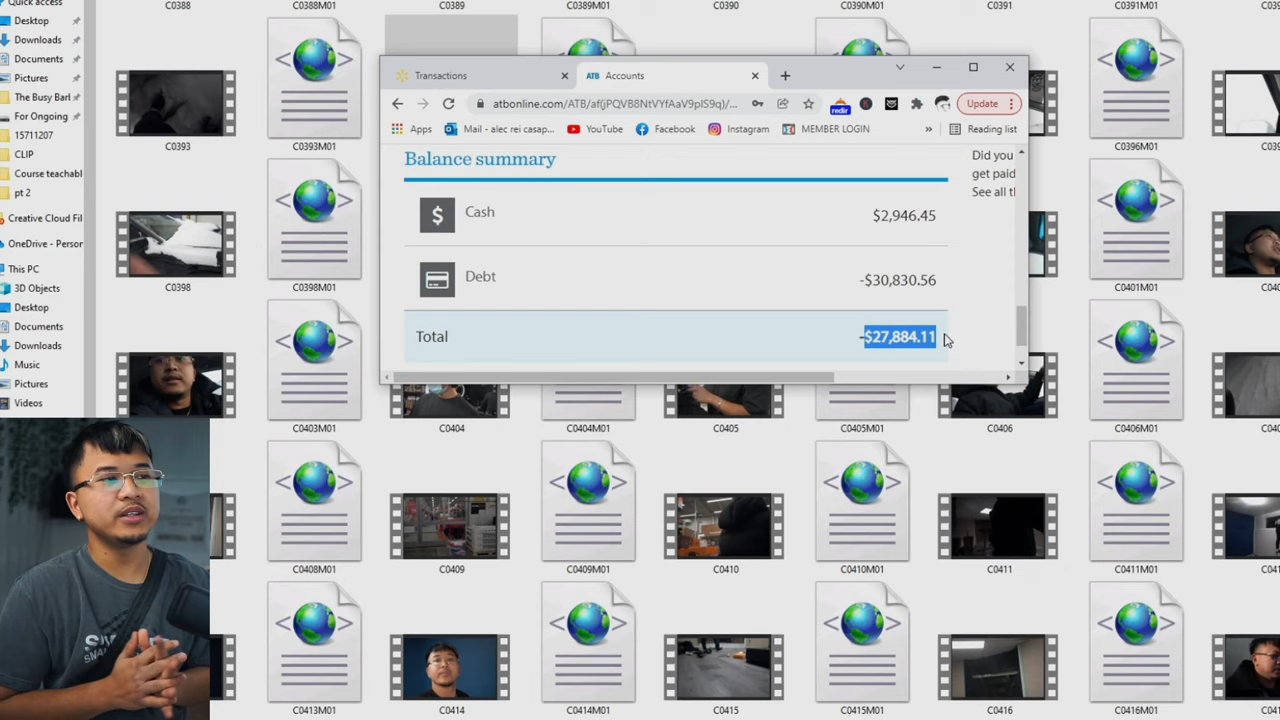 Quick access
C0388
C0388M01
C0389
C0389M01
C0390
C0390M01
C0391
C0391M01
Desktop
Downloads
Documents
Pictures
The Busy Barl
For Ongoing
15711207
CLIP
Course teachabl
pt 2
Creative Cloud Fil
OneDrive - Person
This PC
3D Objects
Desktop
Documents
Downloads
Music
Pictures
Videos
Transactions
ATB Accounts
atbonline.com/ATB/af(jPQVB8NtVYfAaV9plS9q)/...
redir
Update
Apps
Mail - alec rei casap...
YouTube
Facebook
Instagram
MEMBER LOGIN
»
Reading list
Balance summary
Did you
get paid
See all t
$
Cash
$2,946.45
Debt
-$30,830.56
Total
-$27,884.11
C0393
C0393M01
C0396M01
C0398
C0398M01
C0401M01
C0403M01
C0404
C0404M01
C0405
C0405M01
C0406
C0406M01
C0408M01
C0409
C0409M01
C0410
C0410M01
C0411
C0411M01
C0413M01
C0414
C0414M01
C0415
C0415M01
C0416
C0416M01